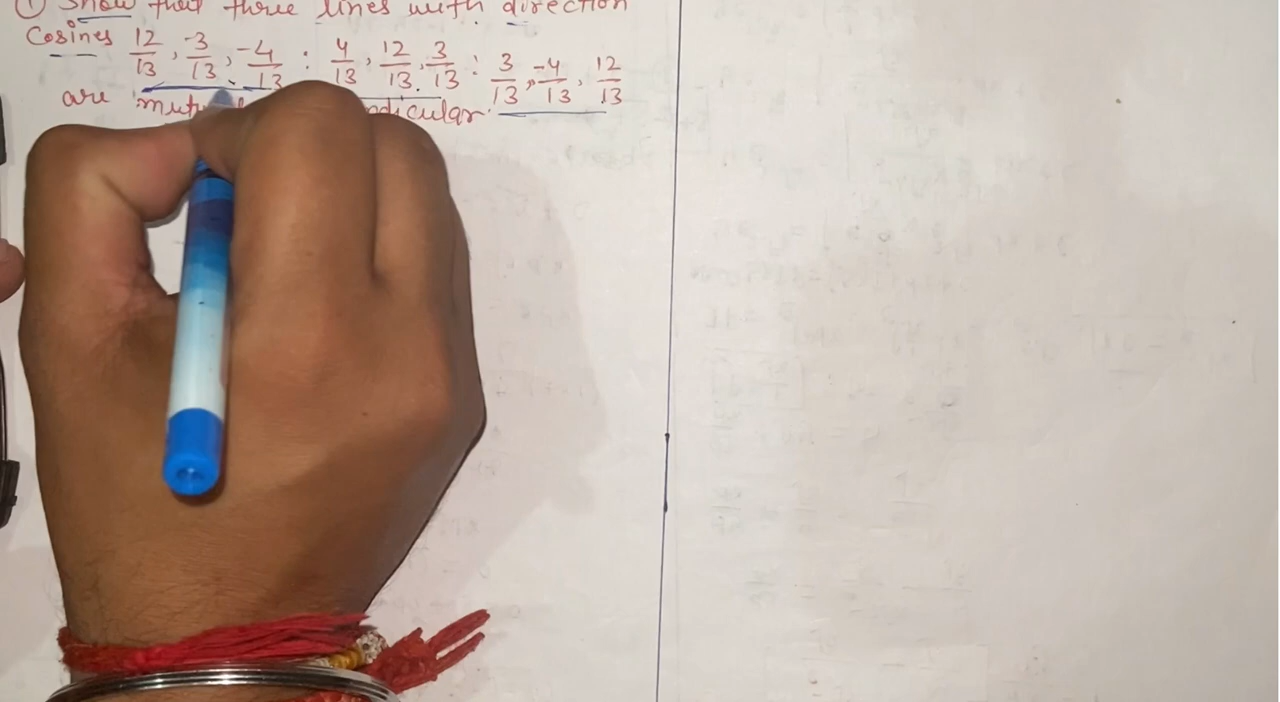 ① Show that three lines with direction
Cosines 12/13, -3/13, -4/13 : 4/13, 12/13, 3/13 : 3/13, -4/13, 12/13
are